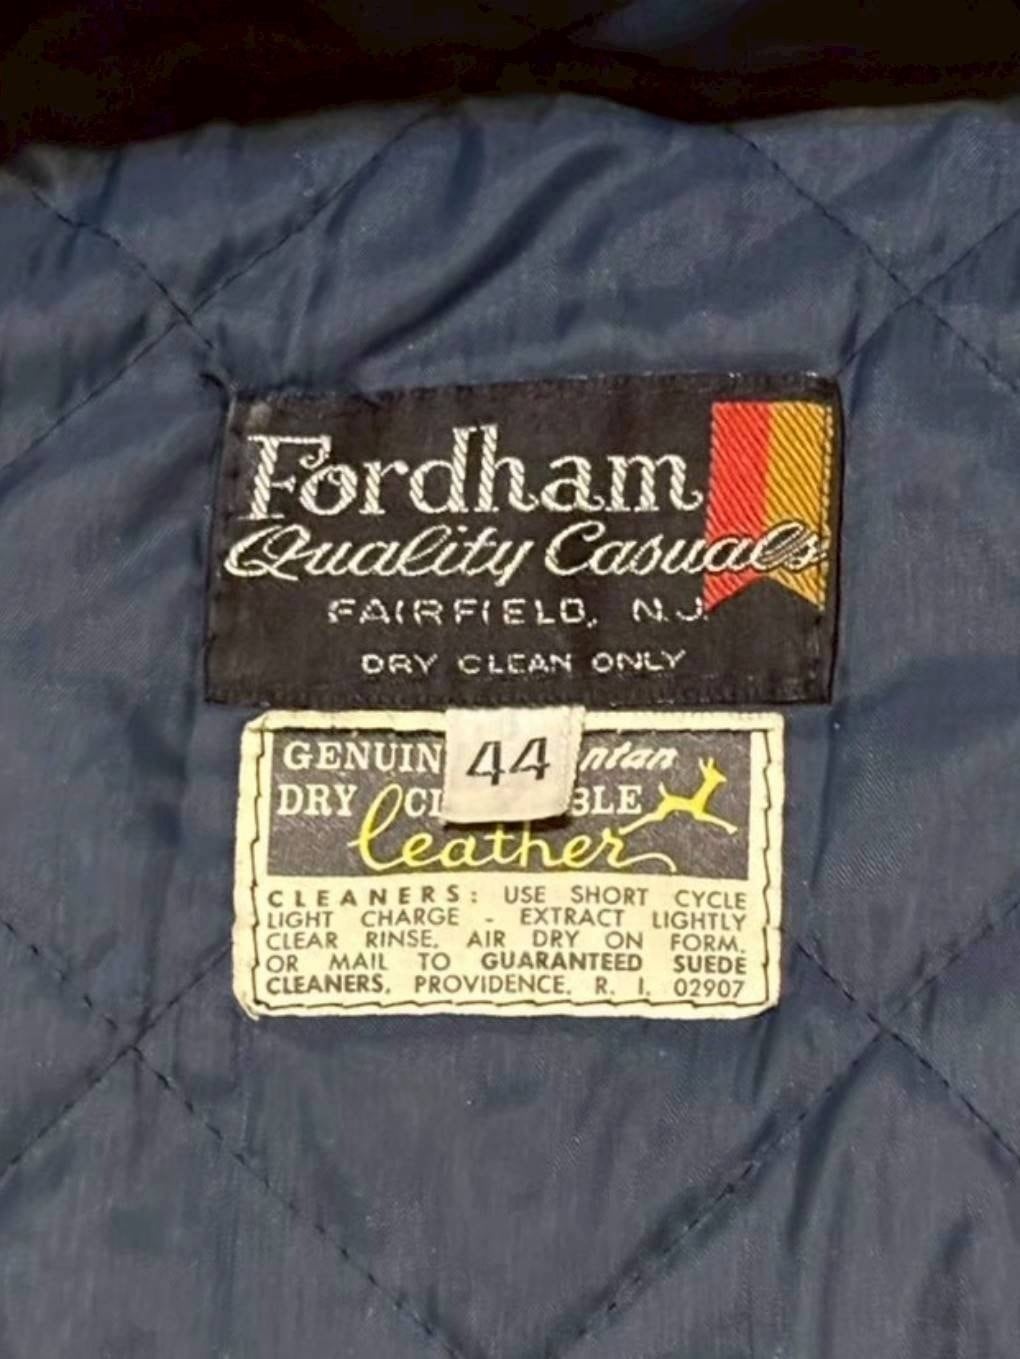 Fordham
Quality Casuals
FAIRFIELD, N.J.
DRY CLEAN ONLY
44
GENUIN ntan
DRY CL BLE
leather
CLEANERS: USE SHORT CYCLE
LIGHT CHARGE - EXTRACT LIGHTLY
CLEAR RINSE. AIR DRY ON FORM.
OR MAIL TO GUARANTEED SUEDE
CLEANERS, PROVIDENCE. R. I. 02907